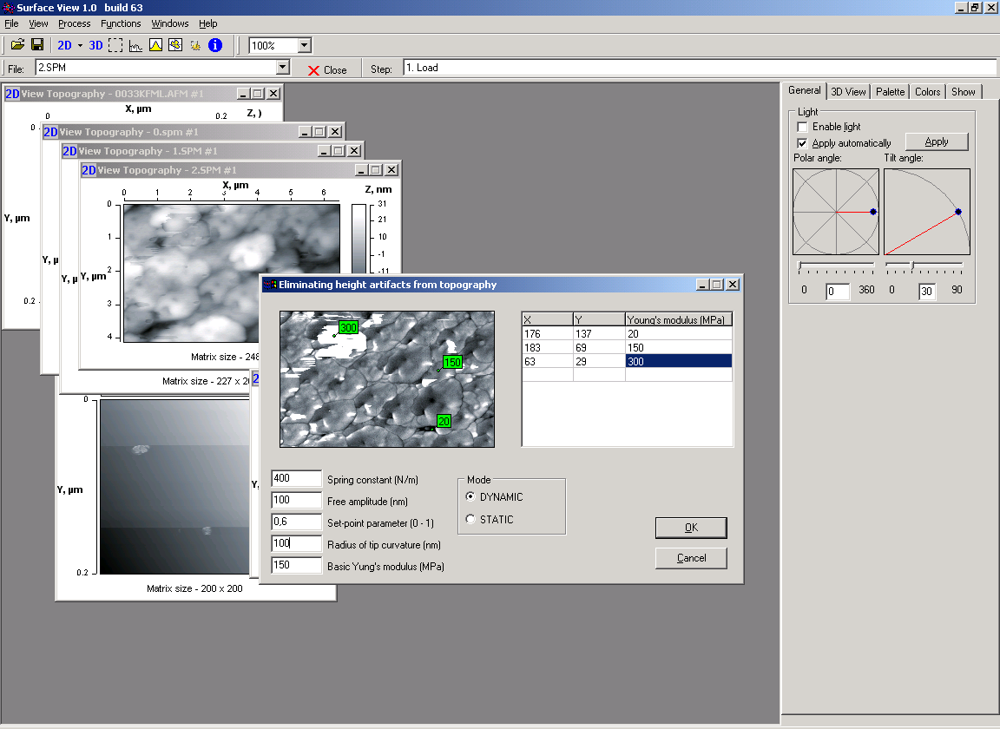 Surface View 1.0 build 63
File View Process Functions Windows Help
2D 3D 100%
File: 2.SPM Close Step: 1. Load
2D View Topography - 0033KFML.AFM #1
X, µm
0 0.2 Z, )
0
Y, µm
0.2
2D View Topography - 0.spm #1
Y, µ
2D View Topography - 1.SPM #1
Y, µ
2D View Topography - 2.SPM #1
X, µm
Z, nm
0 1 2 3 4 5 6
0
1
2
3
4
Y, µm
31
21
10
-1
-11
Matrix size - 248
Matrix size - 227 x 2
2
0
Y, µm
0.2
Y,
Matrix size - 200 x 200
Eliminating height artifacts from topography
300
150
20
X Y Young's modulus (MPa)
176 137 20
183 69 150
63 29 300
400 Spring constant (N/m)
100 Free amplitude (nm)
0,6 Set-point parameter (0 - 1)
100 Radius of tip curvature (nm)
150 Basic Yung's modulus (MPa)
Mode
DYNAMIC
STATIC
OK
Cancel
General 3D View Palette Colors Show
Light
Enable light
Apply automatically Apply
Polar angle: Tilt angle:
0 0 360 0 30 90